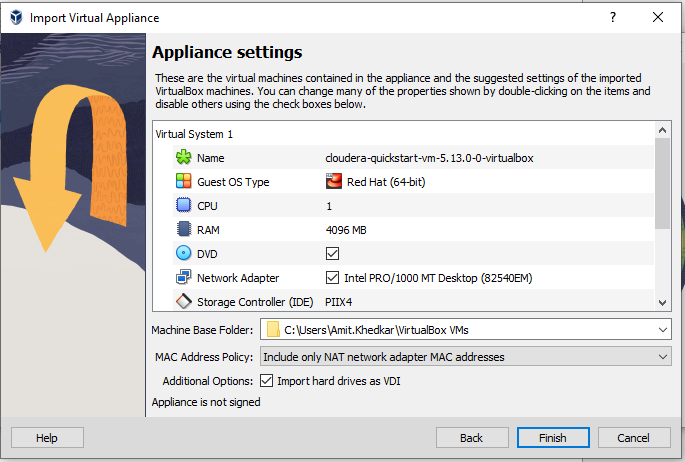 Import Virtual Appliance
Appliance settings
These are the virtual machines contained in the appliance and the suggested settings of the imported
VirtualBox machines. You can change many of the properties shown by double-clicking on the items and
disable others using the check boxes below.
Virtual System 1
Name cloudera-quickstart-vm-5.13.0-0-virtualbox
Guest OS Type Red Hat (64-bit)
CPU 1
RAM 4096 MB
DVD
Network Adapter Intel PRO/1000 MT Desktop (82540EM)
Storage Controller (IDE) PIIX4
Machine Base Folder: C:\Users\Amit.Khedkar\VirtualBox VMs
MAC Address Policy: Include only NAT network adapter MAC addresses
Additional Options: Import hard drives as VDI
Appliance is not signed
Help Back Finish Cancel